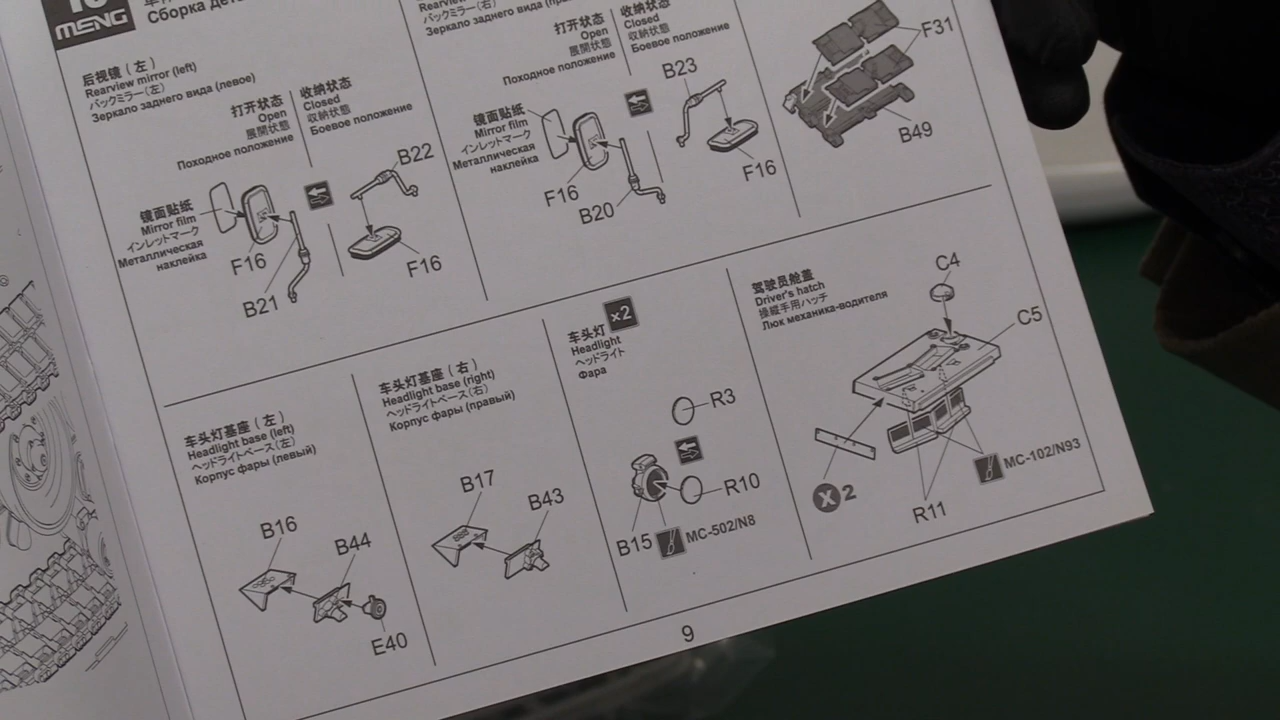 MENG
Сборка
Зеркало заднего вида
打开状态
Open
展開状態
Походное положение
收纳状态
Closed
収納状態
Боевое положение
B23
镜面贴纸
Mirror film
インレットマーク
Металлическая
наклейка
F16
B20
F16
F31
B49
后视镜（左）
Rearview mirror (left)
バックミラー（左）
Зеркало заднего вида (левое)
打开状态
Open
展開状態
Походное положение
收纳状态
Closed
収納状態
Боевое положение
B22
镜面贴纸
Mirror film
インレットマーク
Металлическая
наклейка
F16
B21
F16
车头灯基座（左）
Headlight base (left)
ヘッドライトベース（左）
Корпус фары (левый)
B16
B44
E40
车头灯基座（右）
Headlight base (right)
ヘッドライトベース（右）
Корпус фары (правый)
B17
B43
车头灯 x2
Headlight
ヘッドライト
Фара
R3
R10
B15
MC-502/N8
驾驶员舱盖
Driver's hatch
操縦手用ハッチ
Люк механика-водителя
C4
C5
X 2
MC-102/N93
R11
9